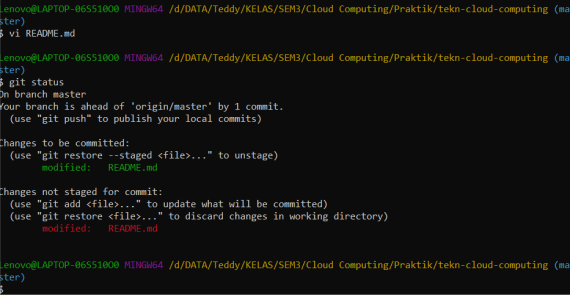 Lenovo@LAPTOP-06S510O0 MINGW64 /d/DATA/Teddy/KELAS/SEM3/Cloud Computing/Praktik/tekn-cloud-computing (ma
ster)
$ vi README.md
Lenovo@LAPTOP-06S510O0 MINGW64 /d/DATA/Teddy/KELAS/SEM3/Cloud Computing/Praktik/tekn-cloud-computing (ma
ster)
$ git status
On branch master
Your branch is ahead of 'origin/master' by 1 commit.
  (use "git push" to publish your local commits)
Changes to be committed:
  (use "git restore --staged <file>..." to unstage)
        modified:   README.md
Changes not staged for commit:
  (use "git add <file>..." to update what will be committed)
  (use "git restore <file>..." to discard changes in working directory)
        modified:   README.md
Lenovo@LAPTOP-06S510O0 MINGW64 /d/DATA/Teddy/KELAS/SEM3/Cloud Computing/Praktik/tekn-cloud-computing (ma
ster)
$